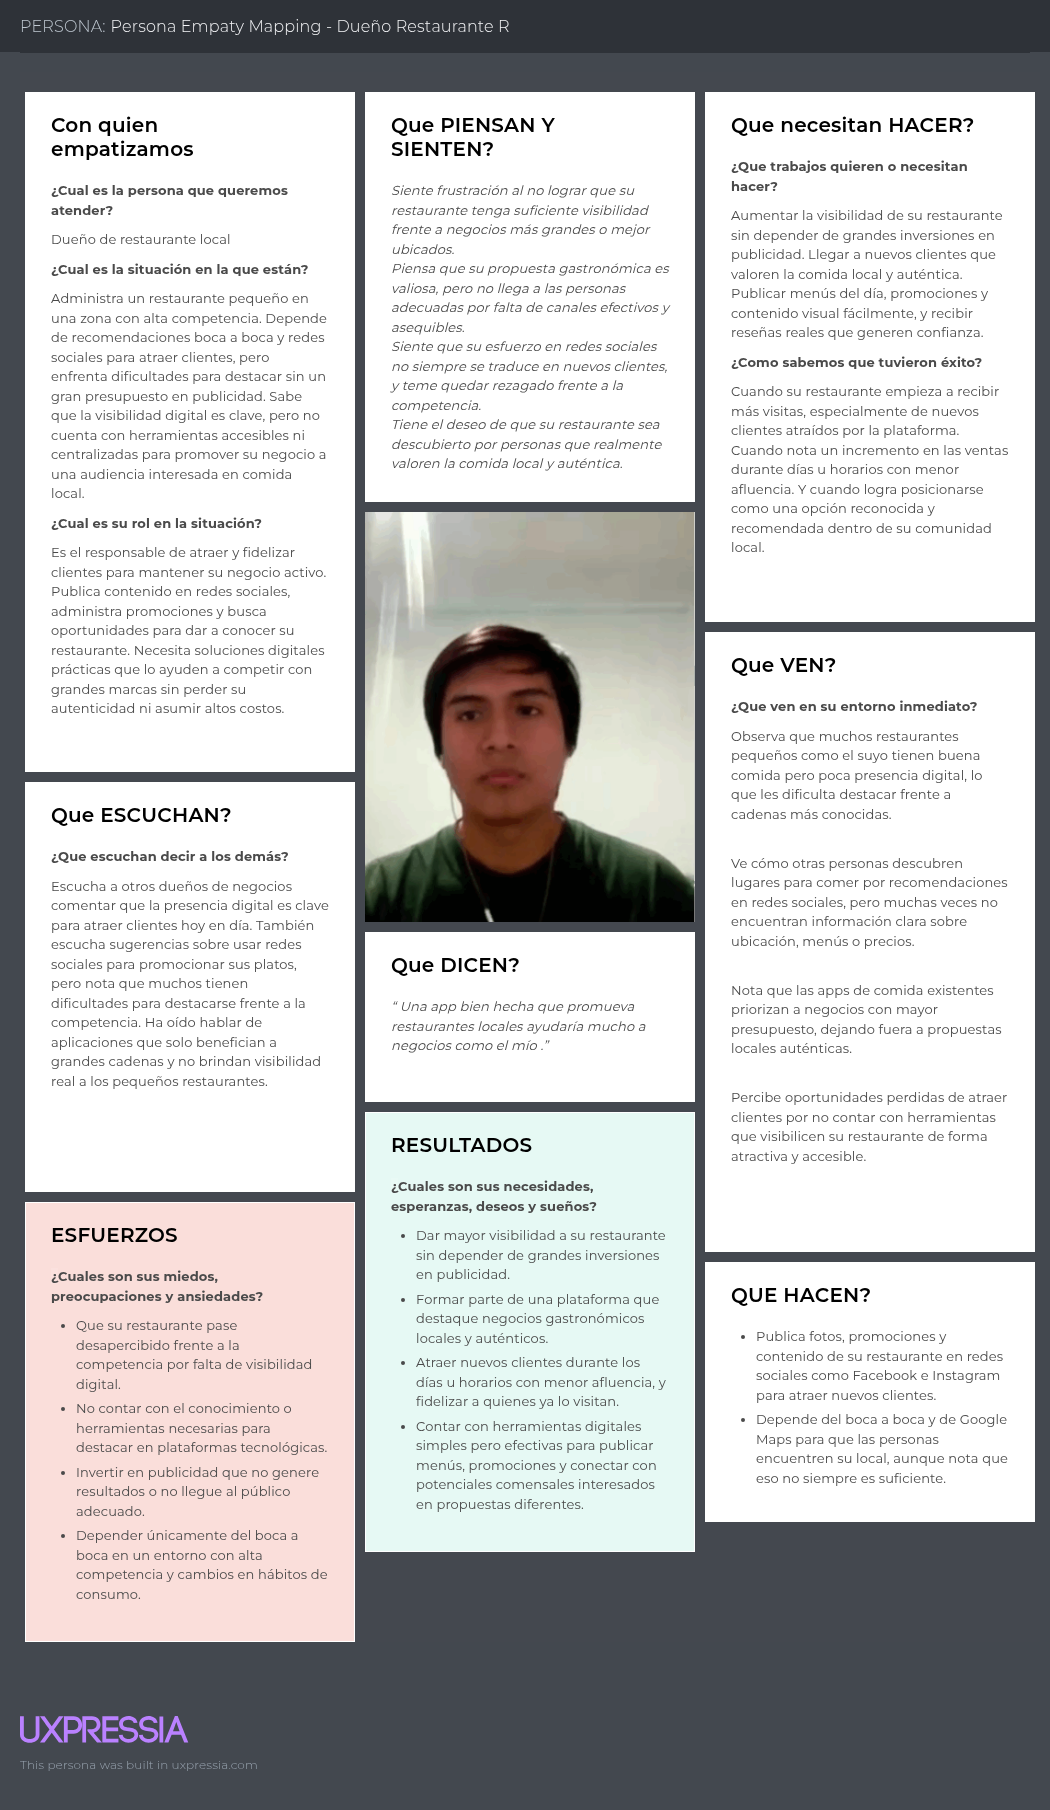 PERSONA: Persona Empaty Mapping - Dueño Restaurante R
Con quien
empatizamos
¿Cual es la persona que queremos
atender?
Dueño de restaurante local
¿Cual es la situación en la que están?
Administra un restaurante pequeño en
una zona con alta competencia. Depende
de recomendaciones boca a boca y redes
sociales para atraer clientes, pero
enfrenta dificultades para destacar sin un
gran presupuesto en publicidad. Sabe
que la visibilidad digital es clave, pero no
cuenta con herramientas accesibles ni
centralizadas para promover su negocio a
una audiencia interesada en comida
local.
¿Cual es su rol en la situación?
Es el responsable de atraer y fidelizar
clientes para mantener su negocio activo.
Publica contenido en redes sociales,
administra promociones y busca
oportunidades para dar a conocer su
restaurante. Necesita soluciones digitales
prácticas que lo ayuden a competir con
grandes marcas sin perder su
autenticidad ni asumir altos costos.
Que ESCUCHAN?
¿Que escuchan decir a los demás?
Escucha a otros dueños de negocios
comentar que la presencia digital es clave
para atraer clientes hoy en día. También
escucha sugerencias sobre usar redes
sociales para promocionar sus platos,
pero nota que muchos tienen
dificultades para destacarse frente a la
competencia. Ha oído hablar de
aplicaciones que solo benefician a
grandes cadenas y no brindan visibilidad
real a los pequeños restaurantes.
ESFUERZOS
¿Cuales son sus miedos,
preocupaciones y ansiedades?
• Que su restaurante pase
desapercibido frente a la
competencia por falta de visibilidad
digital.
• No contar con el conocimiento o
herramientas necesarias para
destacar en plataformas tecnológicas.
• Invertir en publicidad que no genere
resultados o no llegue al público
adecuado.
• Depender únicamente del boca a
boca en un entorno con alta
competencia y cambios en hábitos de
consumo.
Que PIENSAN Y
SIENTEN?
Siente frustración al no lograr que su
restaurante tenga suficiente visibilidad
frente a negocios más grandes o mejor
ubicados.
Piensa que su propuesta gastronómica es
valiosa, pero no llega a las personas
adecuadas por falta de canales efectivos y
asequibles.
Siente que su esfuerzo en redes sociales
no siempre se traduce en nuevos clientes,
y teme quedar rezagado frente a la
competencia.
Tiene el deseo de que su restaurante sea
descubierto por personas que realmente
valoren la comida local y auténtica.
Que DICEN?
“ Una app bien hecha que promueva
restaurantes locales ayudaría mucho a
negocios como el mío .”
RESULTADOS
¿Cuales son sus necesidades,
esperanzas, deseos y sueños?
• Dar mayor visibilidad a su restaurante
sin depender de grandes inversiones
en publicidad.
• Formar parte de una plataforma que
destaque negocios gastronómicos
locales y auténticos.
• Atraer nuevos clientes durante los
días u horarios con menor afluencia, y
fidelizar a quienes ya lo visitan.
• Contar con herramientas digitales
simples pero efectivas para publicar
menús, promociones y conectar con
potenciales comensales interesados
en propuestas diferentes.
Que necesitan HACER?
¿Que trabajos quieren o necesitan
hacer?
Aumentar la visibilidad de su restaurante
sin depender de grandes inversiones en
publicidad. Llegar a nuevos clientes que
valoren la comida local y auténtica.
Publicar menús del día, promociones y
contenido visual fácilmente, y recibir
reseñas reales que generen confianza.
¿Como sabemos que tuvieron éxito?
Cuando su restaurante empieza a recibir
más visitas, especialmente de nuevos
clientes atraídos por la plataforma.
Cuando nota un incremento en las ventas
durante días u horarios con menor
afluencia. Y cuando logra posicionarse
como una opción reconocida y
recomendada dentro de su comunidad
local.
Que VEN?
¿Que ven en su entorno inmediato?
Observa que muchos restaurantes
pequeños como el suyo tienen buena
comida pero poca presencia digital, lo
que les dificulta destacar frente a
cadenas más conocidas.
Ve cómo otras personas descubren
lugares para comer por recomendaciones
en redes sociales, pero muchas veces no
encuentran información clara sobre
ubicación, menús o precios.
Nota que las apps de comida existentes
priorizan a negocios con mayor
presupuesto, dejando fuera a propuestas
locales auténticas.
Percibe oportunidades perdidas de atraer
clientes por no contar con herramientas
que visibilicen su restaurante de forma
atractiva y accesible.
QUE HACEN?
• Publica fotos, promociones y
contenido de su restaurante en redes
sociales como Facebook e Instagram
para atraer nuevos clientes.
• Depende del boca a boca y de Google
Maps para que las personas
encuentren su local, aunque nota que
eso no siempre es suficiente.
UXPRESSIA
This persona was built in uxpressia.com